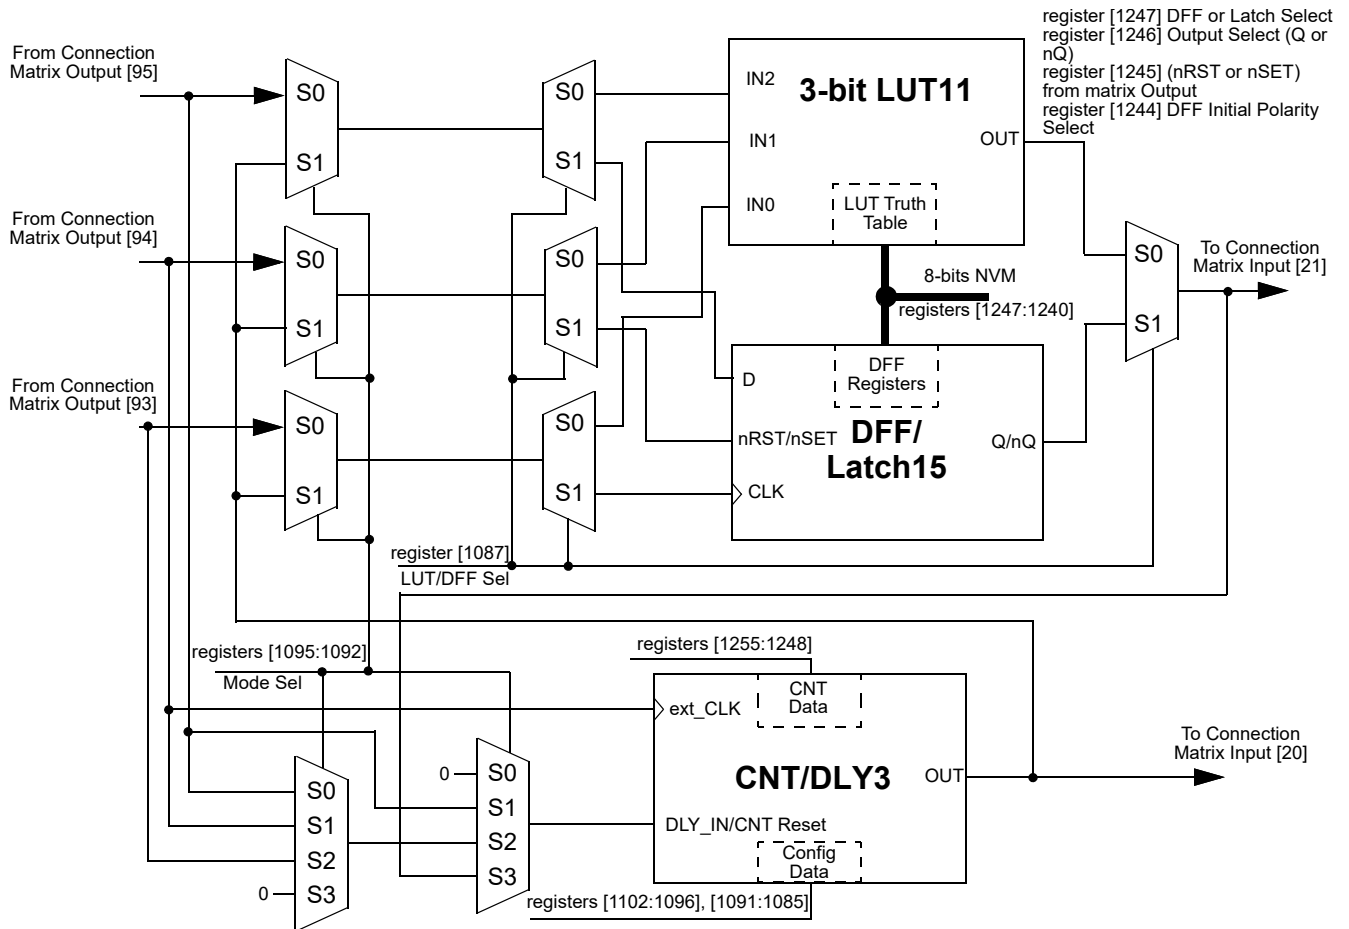 register [1247] DFF or Latch Select
register [1246] Output Select (Q or
nQ)
register [1245] (nRST or nSET)
from matrix Output
register [1244] DFF Initial Polarity
Select
From Connection
Matrix Output [95]
S0
S1
S0
S1
IN2
IN1
IN0
3-bit LUT11
OUT
LUT Truth
Table
From Connection
Matrix Output [94]
S0
S1
S0
S1
8-bits NVM
registers [1247:1240]
S0
S1
To Connection
Matrix Input [21]
From Connection
Matrix Output [93]
S0
S1
S0
S1
D
nRST/nSET
CLK
DFF
Registers
DFF/
Latch15
Q/nQ
register [1087]
LUT/DFF Sel
registers [1095:1092]
Mode Sel
registers [1255:1248]
CNT
Data
ext_CLK
CNT/DLY3
OUT
To Connection
Matrix Input [20]
DLY_IN/CNT Reset
Config
Data
0
S0
S1
S2
S3
S0
S1
S2
0
S3
registers [1102:1096], [1091:1085]